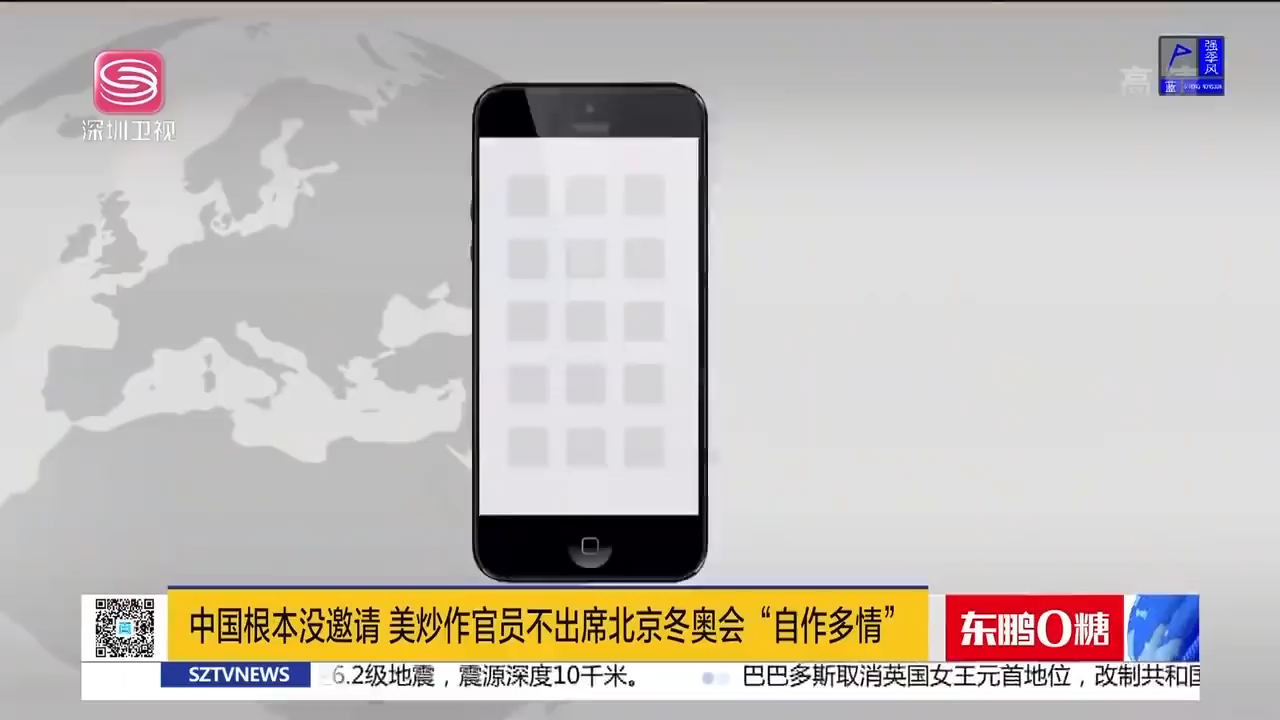 深圳卫视
高清
强季风
蓝
中国根本没邀请 美炒作官员不出席北京冬奥会“自作多情”
东鹏0糖
SZTVNEWS
6.2级地震，震源深度10千米。
巴巴多斯取消英国女王元首地位，改制共和国